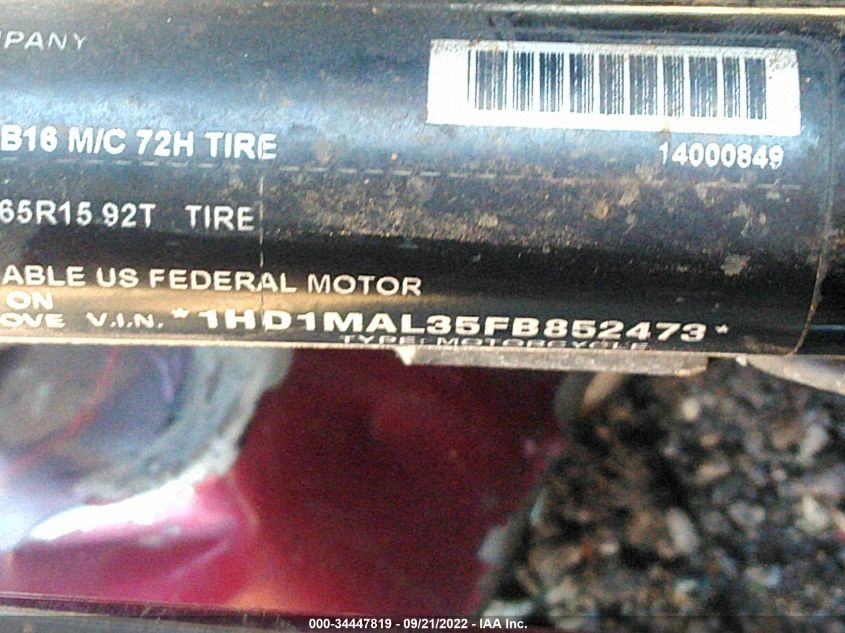 MPANY
B16 M/C 72H TIRE
14000849
65R15 92T TIRE
ABLE US FEDERAL MOTOR
ON
OVE V.I.N. *1HD1MAL35FB852473*
TYPE: MOTORCYCLE
000-34447819 - 09/21/2022 - IAA Inc.